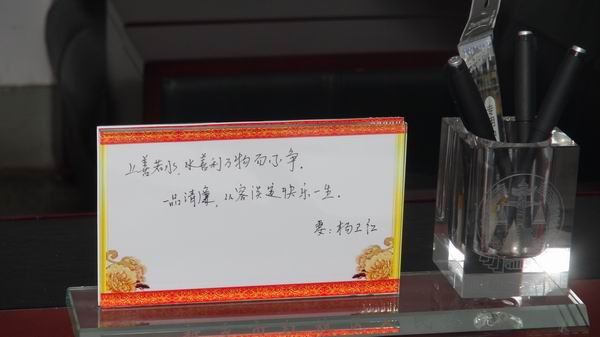 上善若水,水善利万物而不争。
一品清廉,从容淡定快乐一生。
妻:杨卫红